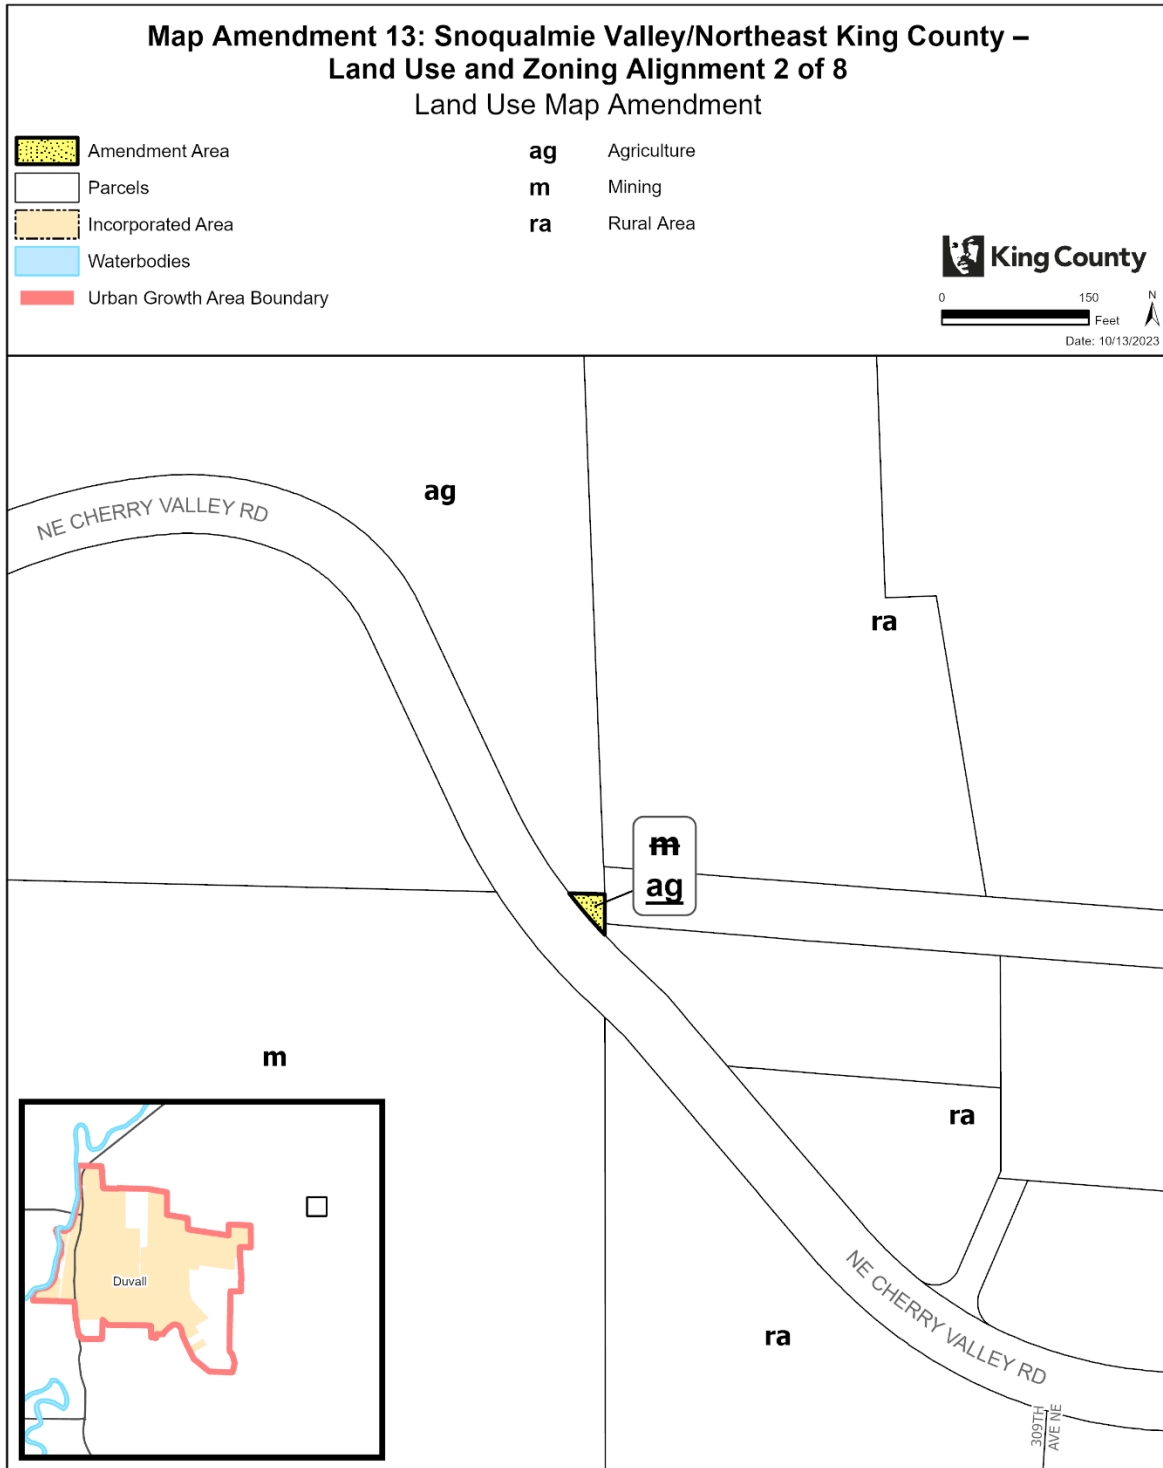 Map Amendment 13: Snoqualmie Valley/Northeast King County –
Land Use and Zoning Alignment 2 of 8
Land Use Map Amendment
Amendment Area
Parcels
Incorporated Area
Waterbodies
Urban Growth Area Boundary
ag Agriculture
m Mining
ra Rural Area
King County
0 150
Feet
N
Date: 10/13/2023
ag
NE CHERRY VALLEY RD
ra
m
ag
m
ra
Duvall
NE CHERRY VALLEY RD
ra
309TH
AVE NE